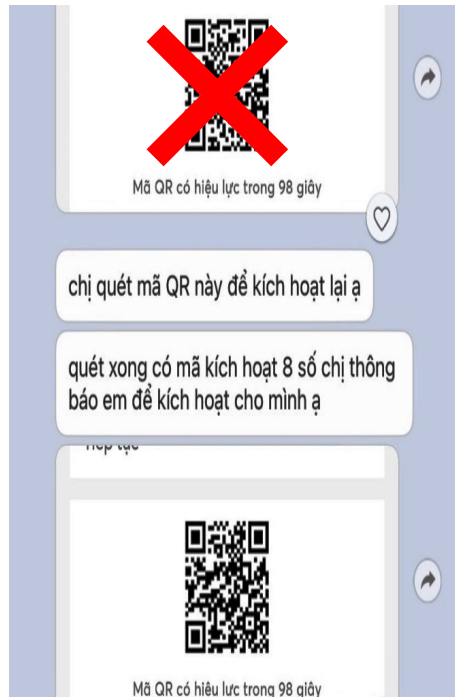 Mã QR có hiệu lực trong 98 giây
chị quét mã QR này để kích hoạt lại ạ
quét xong có mã kích hoạt 8 số chị thông
báo em để kích hoạt cho mình ạ
Tiếp tục
Mã QR có hiệu lực trong 98 giây